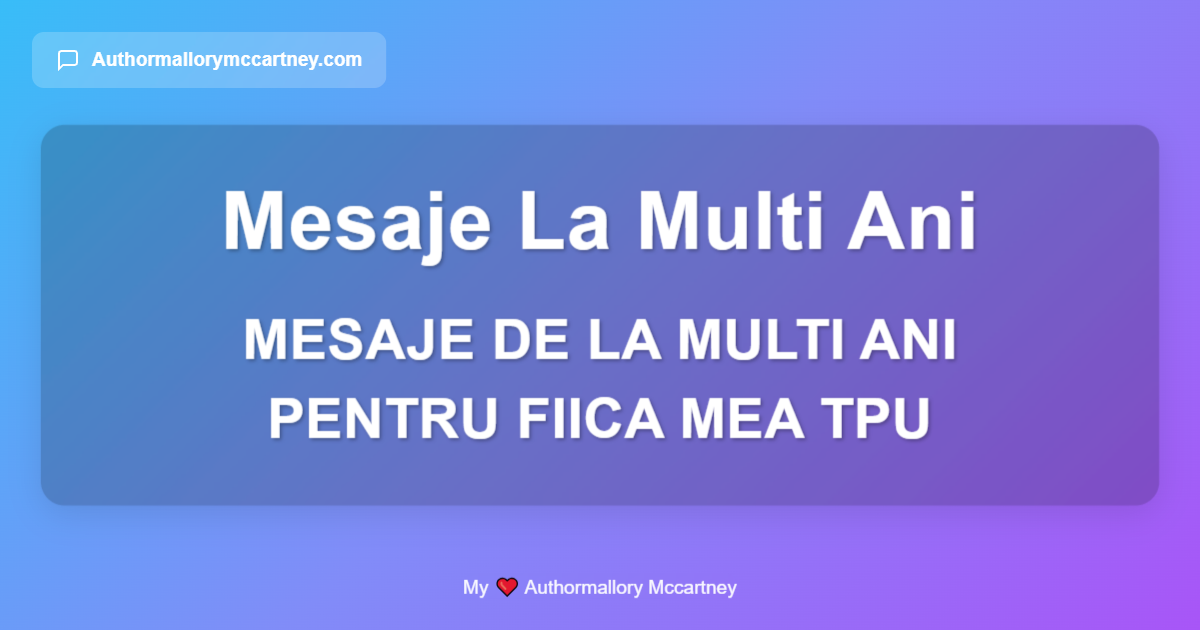 Authormallorymccartney.com
Mesaje La Multi Ani
MESAJE DE LA MULTI ANI
PENTRU FIICA MEA TPU
My ❤️ Authormallory Mccartney